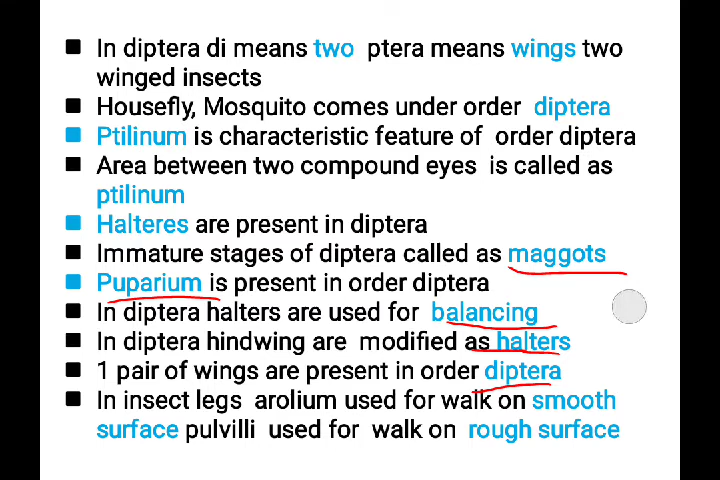 In diptera di means two ptera means wings two
winged insects
Housefly, Mosquito comes under order diptera
Ptilinum is characteristic feature of order diptera
Area between two compound eyes is called as
ptilinum
Halteres are present in diptera
Immature stages of diptera called as maggots
Puparium is present in order diptera
In diptera halters are used for balancing
In diptera hindwing are modified as halters
1 pair of wings are present in order diptera
In insect legs arolium used for walk on smooth
surface pulvilli used for walk on rough surface